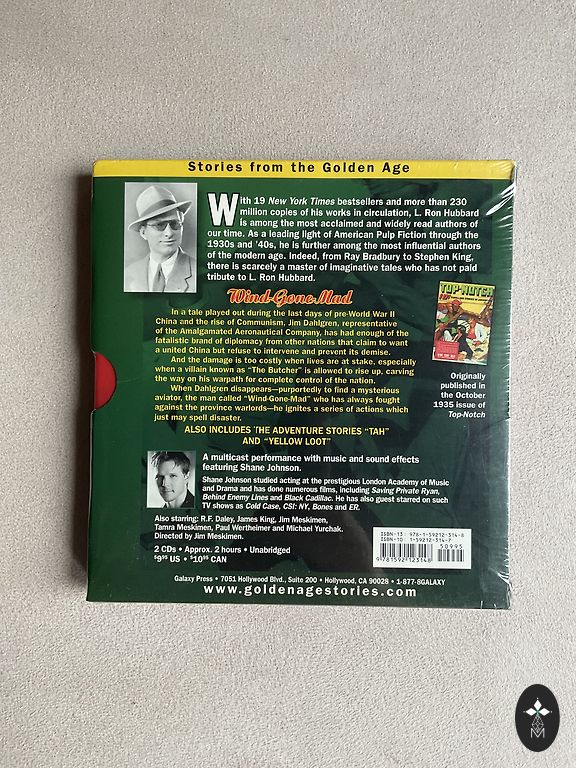 Stories from the Golden Age
With 19 New York Times bestsellers and more than 230
million copies of his works in circulation, L. Ron Hubbard
is among the most acclaimed and widely read authors of
our time. As a leading light of American Pulp Fiction through the
1930s and '40s, he is further among the most influential authors
of the modern age. Indeed, from Ray Bradbury to Stephen King,
there is scarcely a master of imaginative tales who has not paid
tribute to L. Ron Hubbard.
Wind-Gone-Mad
In a tale played out during the last days of pre-World War II
China and the rise of Communism, Jim Dahlgren, representative
of the Amalgamated Aeronautical Company, has had enough of the
fatalistic brand of diplomacy from other nations that claim to want
a united China but refuse to intervene and prevent its demise.
And the damage is too costly when lives are at stake, especially
when a villain known as "The Butcher" is allowed to rise up, carving
the way on his warpath for complete control of the nation.
When Dahlgren disappears—purportedly to find a mysterious
aviator, the man called "Wind-Gone-Mad" who has always fought
against the province warlords—he ignites a series of actions which
just may spell disaster.
ALSO INCLUDES THE ADVENTURE STORIES "TAH"
AND "YELLOW LOOT"
TOP-NOTCH
Originally
published in
the October
1935 issue of
Top-Notch
A multicast performance with music and sound effects
featuring Shane Johnson.
Shane Johnson studied acting at the prestigious London Academy of Music
and Drama and has done numerous films, including Saving Private Ryan,
Behind Enemy Lines and Black Cadillac. He has also guest starred on such
TV shows as Cold Case, CSI: NY, Bones and ER.
Also starring: R.F. Daley, James King, Jim Meskimen,
Tamra Meskimen, Paul Wertheimer and Michael Yurchak.
Directed by Jim Meskimen.
2 CDs • Approx. 2 hours • Unabridged
$9.95 US • $10.95 CAN
ISBN-13: 978-1-59212-314-8
ISBN-10: 1-59212-314-7
50995
9781592123148
Galaxy Press • 7051 Hollywood Blvd., Suite 200 • Hollywood, CA 90028 • 1-877-8GALAXY
www.goldenagestories.com